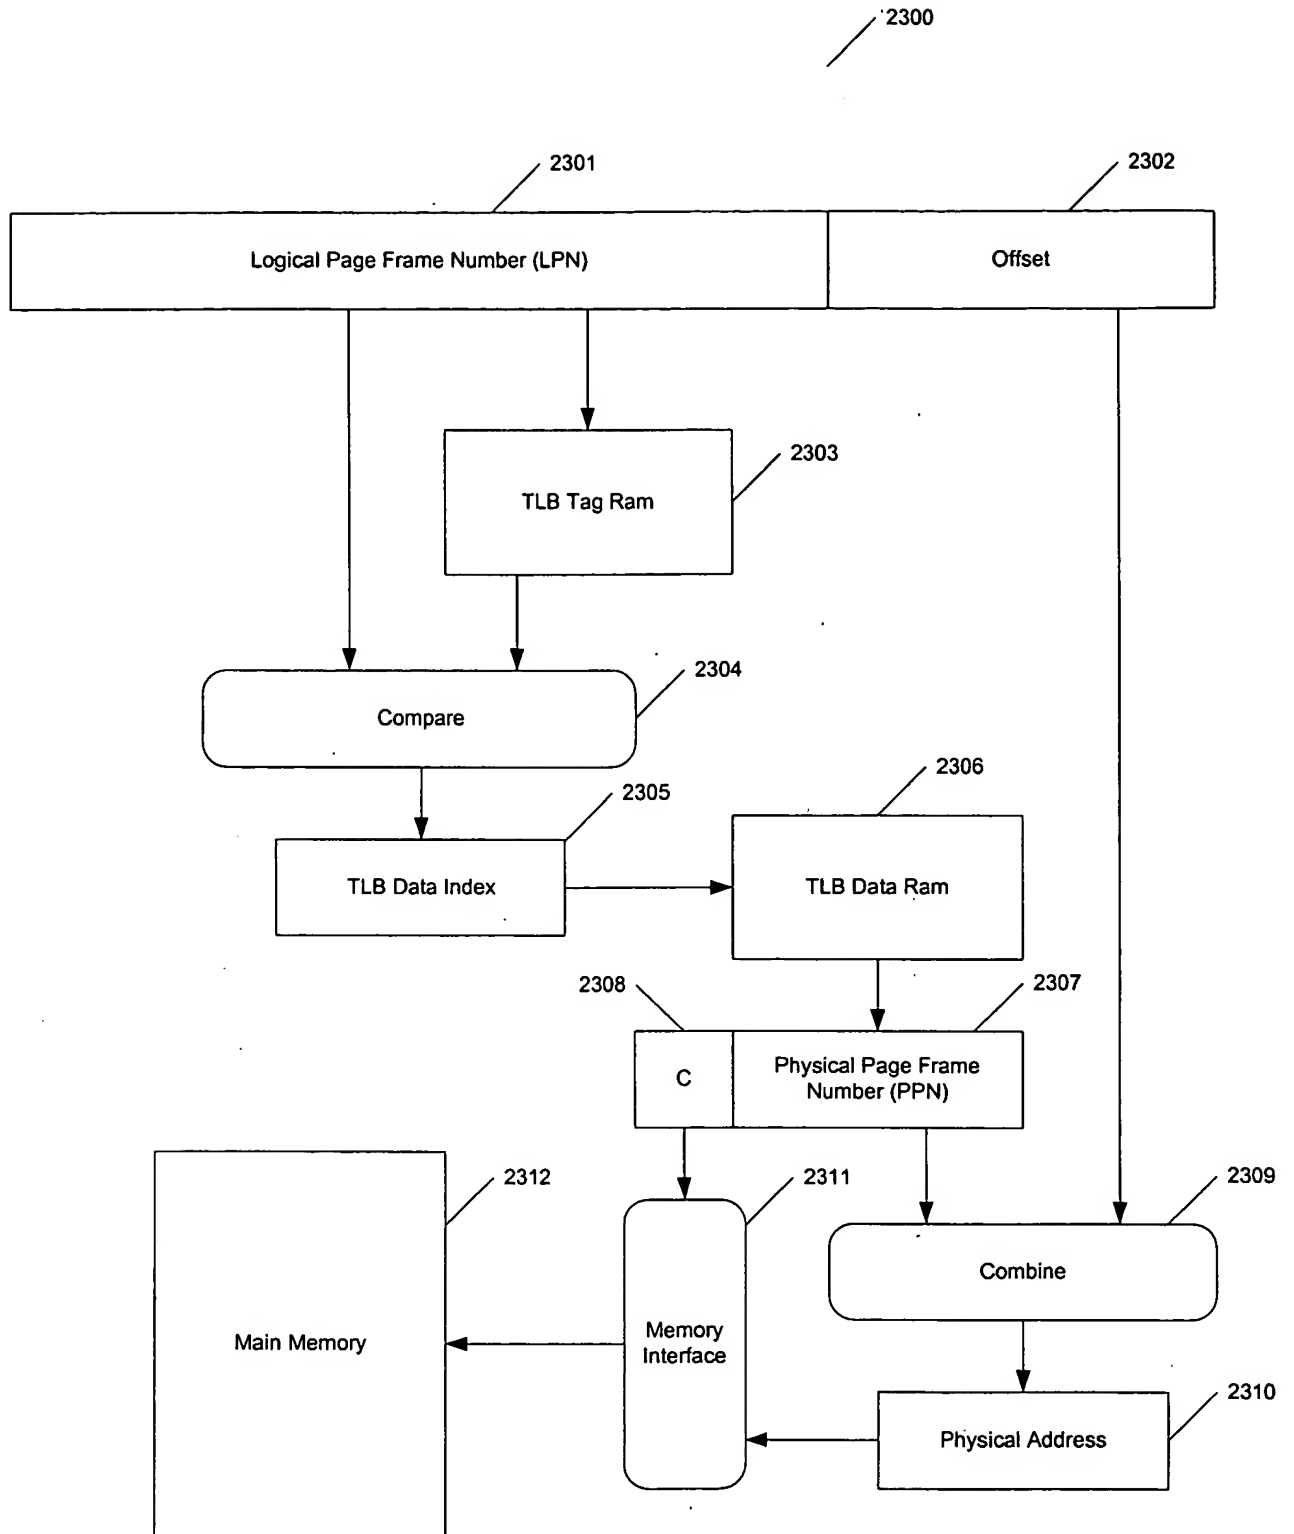 2300
2301
2302
Logical Page Frame Number (LPN)
Offset
2303
TLB Tag Ram
2304
Compare
2306
2305
TLB Data Index
TLB Data Ram
2308
2307
C
Physical Page Frame
Number (PPN)
2312
2311
2309
Combine
Main Memory
Memory
Interface
2310
Physical Address